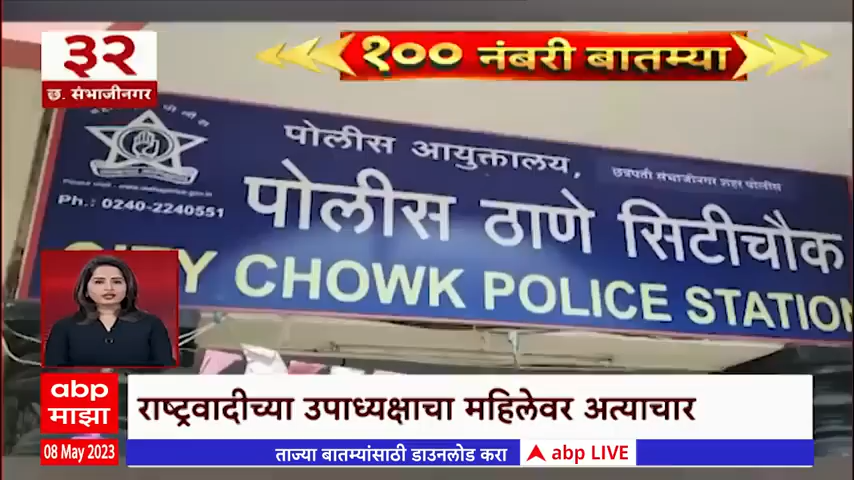 ३२
छ. संभाजीनगर
१०० नंबरी बातम्या
पोलीस आयुक्तालय,
छत्रपती संभाजीनगर शहर पोलीस
Ph.: 0240-2240551
पोलीस ठाणे सिटीचौक
CITY CHOWK POLICE STATION
abp
माझा
राष्ट्रवादीच्या उपाध्यक्षाचा महिलेवर अत्याचार
08 May 2023
ताज्या बातम्यांसाठी डाउनलोड करा
abp LIVE